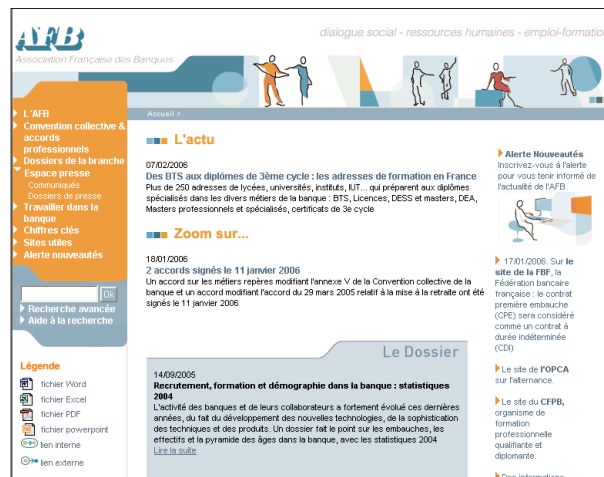 AFB
Association Française des Banques
dialogue social - ressources humaines - emploi-formation
Accueil >
L'AFB
Convention collective &
accords
professionnels
Dossiers de la branche
Espace presse
Communiqués
Dossiers de presse
Travailler dans la
banque
Chiffres clés
Sites utiles
Alerte nouveautés
Ok
Recherche avancée
Aide à la recherche
Légende
fichier Word
fichier Excel
fichier PDF
fichier powerpoint
lien interne
lien externe
L'actu
07/02/2006
Des BTS aux diplômes de 3ème cycle : les adresses de formation en France
Plus de 250 adresses de lycées, universités, instituts, IUT... qui préparent aux diplômes
spécialisés dans les divers métiers de la banque : BTS, Licences, DESS et masters, DEA,
Masters professionnels et spécialisés, certificats de 3e cycle
Zoom sur...
18/01/2006
2 accords signés le 11 janvier 2006
Un accord sur les métiers repères modifiant l'annexe V de la Convention collective de la
banque et un accord modifiant l'accord du 29 mars 2005 relatif à la mise à la retraite ont été
signés le 11 janvier 2006
Le Dossier
14/09/2005
Recrutement, formation et démographie dans la banque : statistiques
2004
L'activité des banques et de leurs collaborateurs a fortement évolué ces dernières
années, du fait du développement des nouvelles technologies, de la sophistication
des techniques et des produits. Un dossier fait le point sur les embauches, les
effectifs et la pyramide des âges dans la banque, avec les statistiques 2004
Lire la suite
Alerte Nouveautés
Inscrivez-vous à l'alerte
pour vous tenir informé de
l'actualité de l'AFB.
17/01/2006. Sur le
site de la FBF, la
Fédération bancaire
française : le contrat
première embauche
(CPE) sera considéré
comme un contrat à
durée indéterminée
(CDI)
Le site de l'OPCA
sur l'alternance.
Le site du CFPB,
organisme de
formation
professionnelle
qualifiante et
diplomante.
Des informations